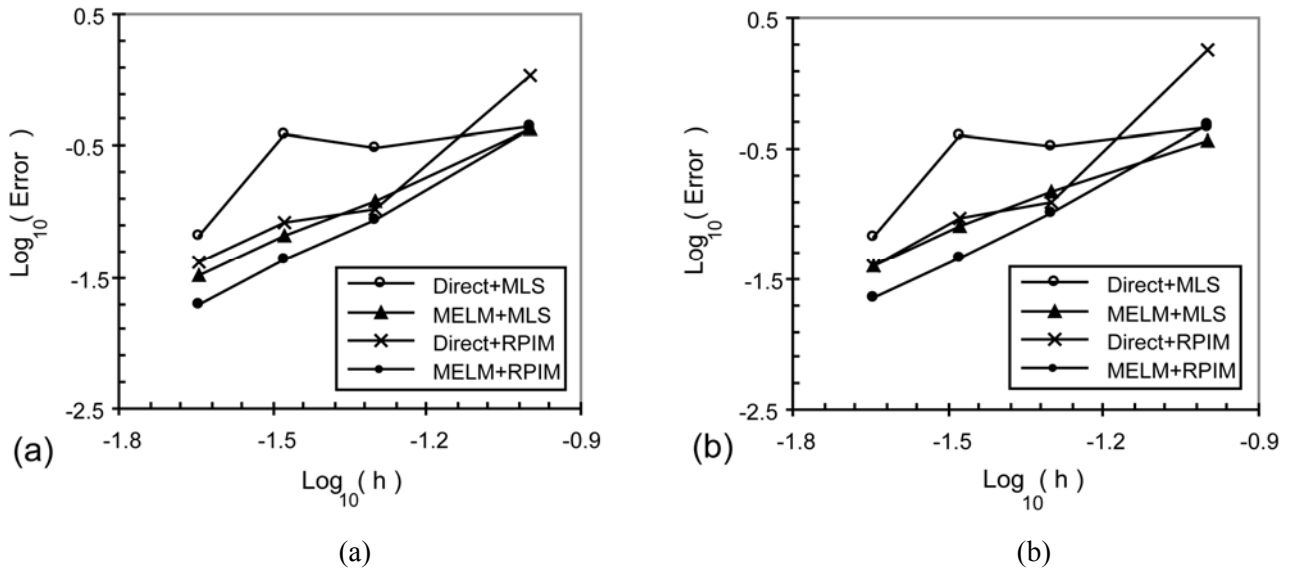 0.5
-0.5
-1.5
-2.5
Log10( Error )
Direct+MLS
MELM+MLS
Direct+RPIM
MELM+RPIM
-1.8
-1.5
-1.2
-0.9
Log10( h )
(a)
(a)
0.5
-0.5
-1.5
-2.5
Log10( Error )
Direct+MLS
MELM+MLS
Direct+RPIM
MELM+RPIM
-1.8
-1.5
-1.2
-0.9
Log10( h )
(b)
(b)